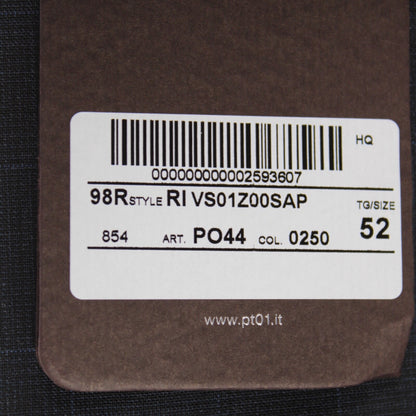 HQ
000000000002593607
98R STYLE RI VS01Z00SAP TG/SIZE
854 ART. PO44 COL. 0250 52
www.pt01.it